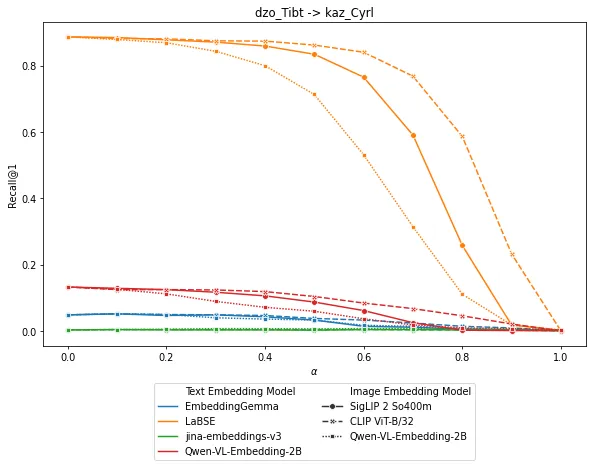 dzo_Tibt -> kaz_Cyrl
Recall@1
0.8
0.6
0.4
0.2
0.0
0.0 0.2 0.4 0.6 0.8 1.0
α
Text Embedding Model Image Embedding Model
EmbeddingGemma SigLIP 2 So400m
LaBSE CLIP ViT-B/32
jina-embeddings-v3 Qwen-VL-Embedding-2B
Qwen-VL-Embedding-2B